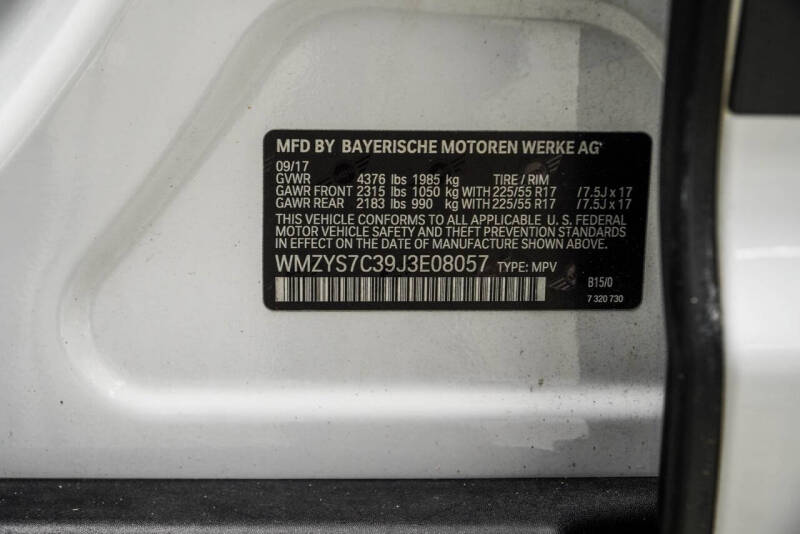 MFD BY BAYERISCHE MOTOREN WERKE AG*
09/17
GVWR 4376 lbs 1985 kg TIRE / RIM
GAWR FRONT 2315 lbs 1050 kg WITH 225/55 R17 /7.5J x 17
GAWR REAR 2183 lbs 990 kg WITH 225/55 R17 /7.5J x 17
THIS VEHICLE CONFORMS TO ALL APPLICABLE U.S. FEDERAL
MOTOR VEHICLE SAFETY AND THEFT PREVENTION STANDARDS
IN EFFECT ON THE DATE OF MANUFACTURE SHOWN ABOVE.
WMZYS7C39J3E08057 TYPE: MPV
B15/0
7 320 730